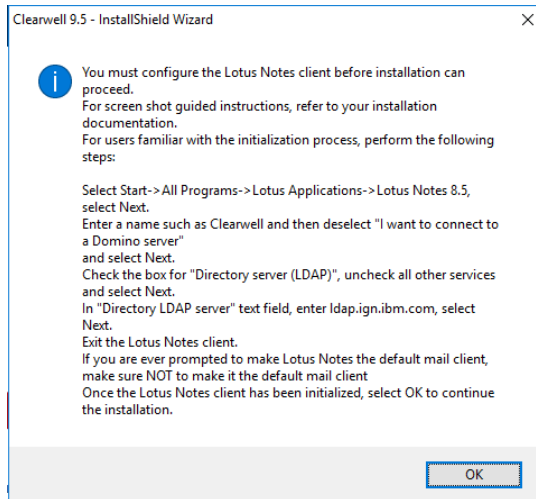 Clearwell 9.5 - InstallShield Wizard
You must configure the Lotus Notes client before installation can
proceed.
For screen shot guided instructions, refer to your installation
documentation.
For users familiar with the initialization process, perform the following
steps:
Select Start->All Programs->Lotus Applications->Lotus Notes 8.5,
select Next.
Enter a name such as Clearwell and then deselect "I want to connect to
a Domino server"
and select Next.
Check the box for "Directory server (LDAP)", uncheck all other services
and select Next.
In "Directory LDAP server" text field, enter ldap.ign.ibm.com, select
Next.
Exit the Lotus Notes client.
If you are ever prompted to make Lotus Notes the default mail client,
make sure NOT to make it the default mail client
Once the Lotus Notes client has been initialized, select OK to continue
the installation.
OK